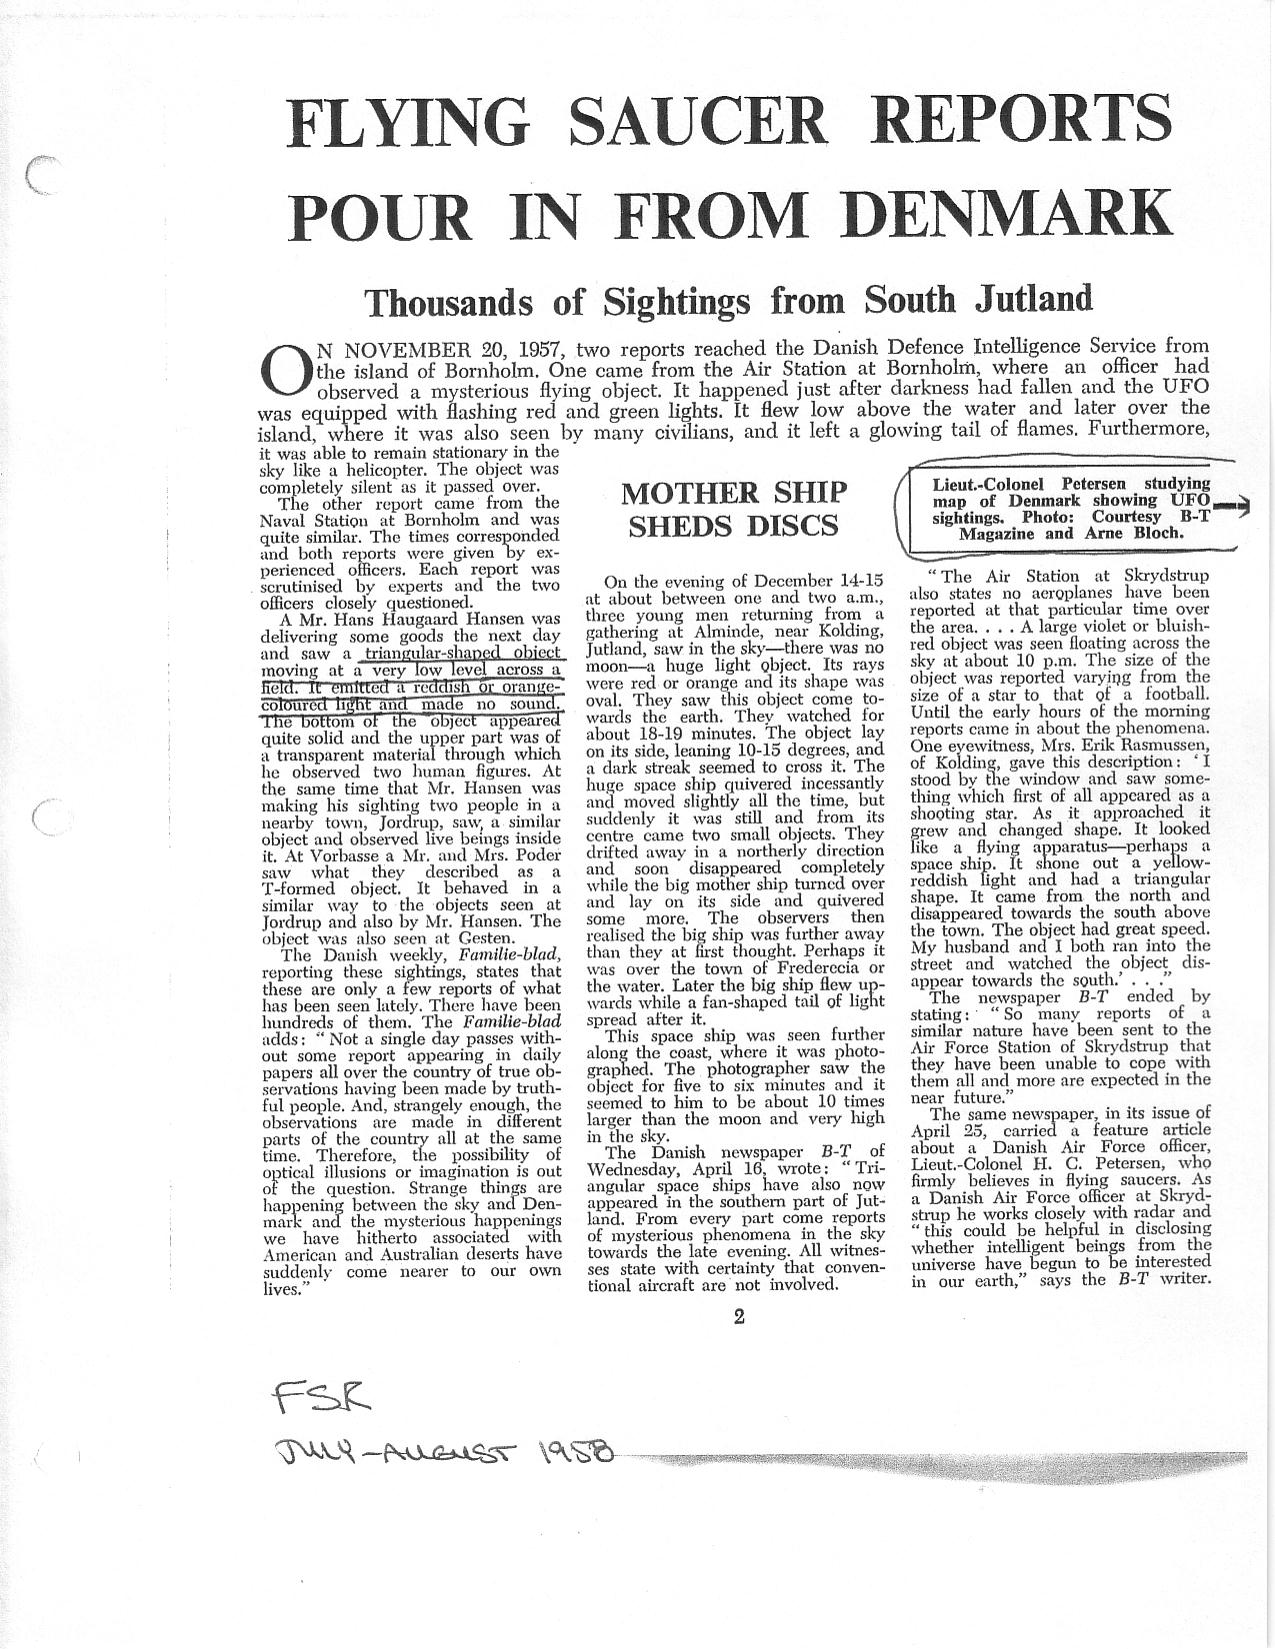 FLYING SAUCER REPORTS
POUR IN FROM DENMARK
Thousands of Sightings from South Jutland
ON NOVEMBER 20, 1957, two reports reached the Danish Defence Intelligence Service from
the island of Bornholm. One came from the Air Station at Bornholm, where an officer had
observed a mysterious flying object. It happened just after darkness had fallen and the UFO
was equipped with flashing red and green lights. It flew low above the water and later over the
island, where it was also seen by many civilians, and it left a glowing tail of flames. Furthermore,
it was able to remain stationary in the
sky like a helicopter. The object was
completely silent as it passed over.
The other report came from the
Naval Station at Bornholm and was
quite similar. The times corresponded
and both reports were given by ex-
perienced officers. Each report was
scrutinised by experts and the two
officers closely questioned.
A Mr. Hans Haugaard Hansen was
delivering some goods the next day
and saw a triangular-shaped object
moving at a very low level across a
field. It emitted a reddish or orange-
coloured light and made no sound.
The bottom of the object appeared
quite solid and the upper part was of
a transparent material through which
he observed two human figures. At
the same time that Mr. Hansen was
making his sighting two people in a
nearby town, Jordrup, saw, a similar
object and observed live beings inside
it. At Vorbasse a Mr. and Mrs. Poder
saw what they described as a
T-formed object. It behaved in a
similar way to the objects seen at
Jordrup and also by Mr. Hansen. The
object was also seen at Gesten.
The Danish weekly, Familie-blad,
reporting these sightings, states that
these are only a few reports of what
has been seen lately. There have been
hundreds of them. The Familie-blad
adds: "Not a single day passes with-
out some report appearing in daily
papers all over the country of true ob-
servations having been made by truth-
ful people. And, strangely enough, the
observations are made in different
parts of the country all at the same
time. Therefore, the possibility of
optical illusions or imagination is out
of the question. Strange things are
happening between the sky and Den-
mark and the mysterious happenings
we have hitherto associated with
American and Australian deserts have
suddenly come nearer to our own
lives."
MOTHER SHIP
SHEDS DISCS
On the evening of December 14-15
at about between one and two a.m.,
three young men returning from a
gathering at Alminde, near Kolding,
Jutland, saw in the sky—there was no
moon—a huge light object. Its rays
were red or orange and its shape was
oval. They saw this object come to-
wards the earth. They watched for
about 18-19 minutes. The object lay
on its side, leaning 10-15 degrees, and
a dark streak seemed to cross it. The
huge space ship quivered incessantly
and moved slightly all the time, but
suddenly it was still and from its
centre came two small objects. They
drifted away in a northerly direction
and soon disappeared completely
while the big mother ship turned over
and lay on its side and quivered
some more. The observers then
realised the big ship was further away
than they at first thought. Perhaps it
was over the town of Frederecia or
the water. Later the big ship flew up-
wards while a fan-shaped tail of light
spread after it.
This space ship was seen further
along the coast, where it was photo-
graphed. The photographer saw the
object for five to six minutes and it
seemed to him to be about 10 times
larger than the moon and very high
in the sky.
The Danish newspaper B-T of
Wednesday, April 16, wrote: "Tri-
angular space ships have also now
appeared in the southern part of Jut-
land. From every part come reports
of mysterious phenomena in the sky
towards the late evening. All witnes-
ses state with certainty that conven-
tional aircraft are not involved.
Lieut.-Colonel Petersen studying
map of Denmark showing UFO
sightings. Photo: Courtesy B-T
Magazine and Arne Bloch.
"The Air Station at Skrydstrup
also states no aeroplanes have been
reported at that particular time over
the area. . . . A large violet or bluish-
red object was seen floating across the
sky at about 10 p.m. The size of the
object was reported varying from the
size of a star to that of a football.
Until the early hours of the morning
reports came in about the phenomena.
One eyewitness, Mrs. Erik Rasmussen,
of Kolding, gave this description: 'I
stood by the window and saw some-
thing which first of all appeared as a
shooting star. As it approached it
grew and changed shape. It looked
like a flying apparatus—perhaps a
space ship. It shone out a yellow-
reddish light and had a triangular
shape. It came from the north and
disappeared towards the south above
the town. The object had great speed.
My husband and I both ran into the
street and watched the object dis-
appear towards the south.' . . ."
The newspaper B-T ended by
stating: "So many reports of a
similar nature have been sent to the
Air Force Station of Skrydstrup that
they have been unable to cope with
them all and more are expected in the
near future."
The same newspaper, in its issue of
April 25, carried a feature article
about a Danish Air Force officer,
Lieut.-Colonel H. C. Petersen, who
firmly believes in flying saucers. As
a Danish Air Force officer at Skryd-
strup he works closely with radar and
"this could be helpful in disclosing
whether intelligent beings from the
universe have begun to be interested
in our earth," says the B-T writer.
2
FSR
JULY-AUGUST 1958